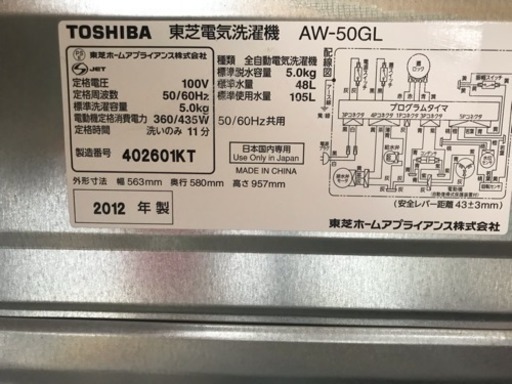 TOSHIBA 東芝電気洗濯機 AW-50GL
東芝ホームアプライアンス株式会社
JET
定格電圧 100V
定格周波数 50/60Hz
標準洗濯容量 5.0kg
電動機定格消費電力 360/435W
定格時間 洗いのみ 11分
製造番号 402601KT
種類 全自動電気洗濯機
標準脱水容量 5.0kg
標準水量 48L
標準使用水量 105L
50/60Hz共用
日本国内専用
Use Only in Japan
MADE IN CHINA
外形寸法 幅 563mm 奥行 580mm 高さ 957mm
2012 年製
配線図
プログラムタイマ
(安全レバー距離 43±3mm)
東芝ホームアプライアンス株式会社